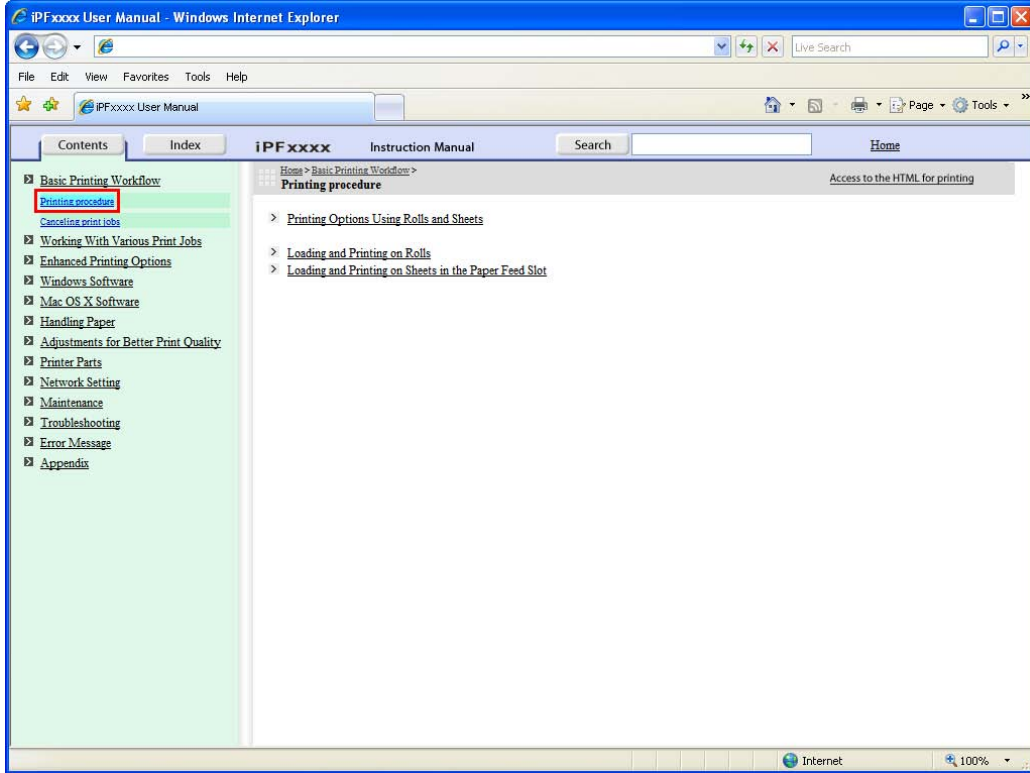 iPFxxxx User Manual - Windows Internet Explorer
Live Search
File Edit View Favorites Tools Help
iPFxxxx User Manual
Page Tools
Contents Index iPFxxxx Instruction Manual Search Home
Home > Basic Printing Workflow >
Printing procedure
Access to the HTML for printing
Basic Printing Workflow
Printing procedure
Canceling print jobs
Working With Various Print Jobs
Enhanced Printing Options
Windows Software
Mac OS X Software
Handling Paper
Adjustments for Better Print Quality
Printer Parts
Network Setting
Maintenance
Troubleshooting
Error Message
Appendix
> Printing Options Using Rolls and Sheets
> Loading and Printing on Rolls
> Loading and Printing on Sheets in the Paper Feed Slot
Internet 100%